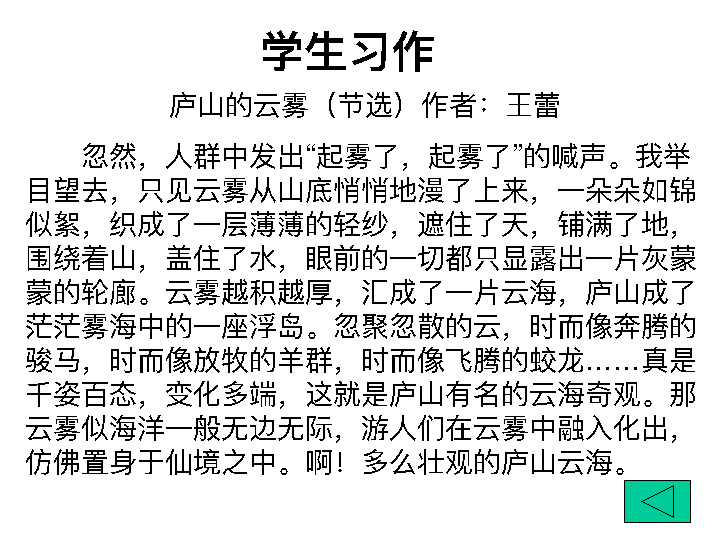 学生习作
庐山的云雾（节选）作者：王蕾
忽然，人群中发出“起雾了，起雾了”的喊声。我举
目望去，只见云雾从山底悄悄地漫了上来，一朵朵如锦
似絮，织成了一层薄薄的轻纱，遮住了天，铺满了地，
围绕着山，盖住了水，眼前的一切都只显露出一片灰蒙
蒙的轮廊。云雾越积越厚，汇成了一片云海，庐山成了
茫茫雾海中的一座浮岛。忽聚忽散的云，时而像奔腾的
骏马，时而像放牧的羊群，时而像飞腾的蛟龙……真是
千姿百态，变化多端，这就是庐山有名的云海奇观。那
云雾似海洋一般无边无际，游人们在云雾中融入化出，
仿佛置身于仙境之中。啊！多么壮观的庐山云海。